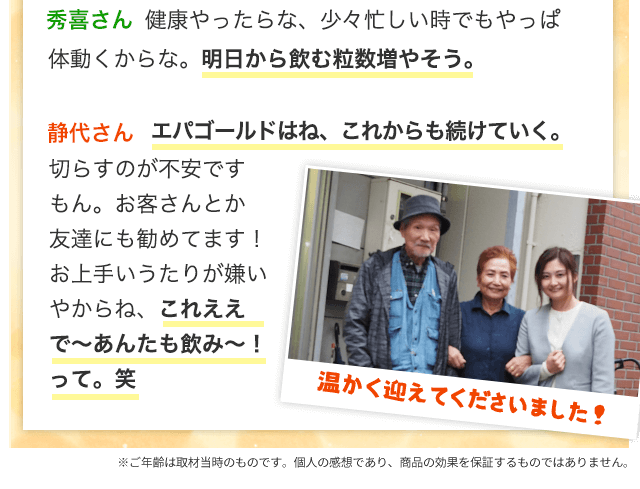 秀喜さん 健康やったらな、少々忙しい時でもやっぱ
体動くからな。明日から飲む粒数増やそう。
静代さん エパゴールドはね、これからも続けていく。
切らすのが不安です
もん。お客さんとか
友達にも勧めてます！
お上手いうたりが嫌い
やからね、これええ
で～あんたも飲み～！
って。笑
温かく迎えてくださいました！
※ご年齢は取材当時のものです。個人の感想であり、商品の効果を保証するものではありません。